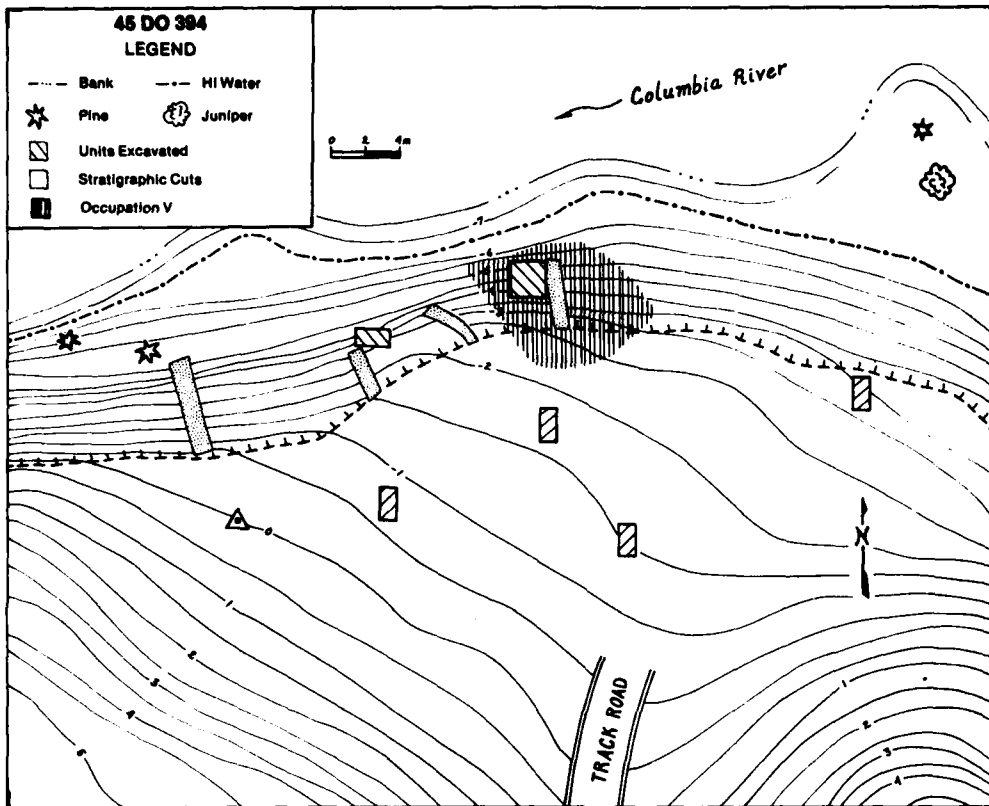 45 DO 394
LEGEND
Bank
Hi Water
Pine
Juniper
Units Excavated
Stratigraphic Cuts
Occupation V
0 2 4m
Columbia River
-7
-2
-1
0
1
2
3
4
5
N
TRACK ROAD
1
2
3
4